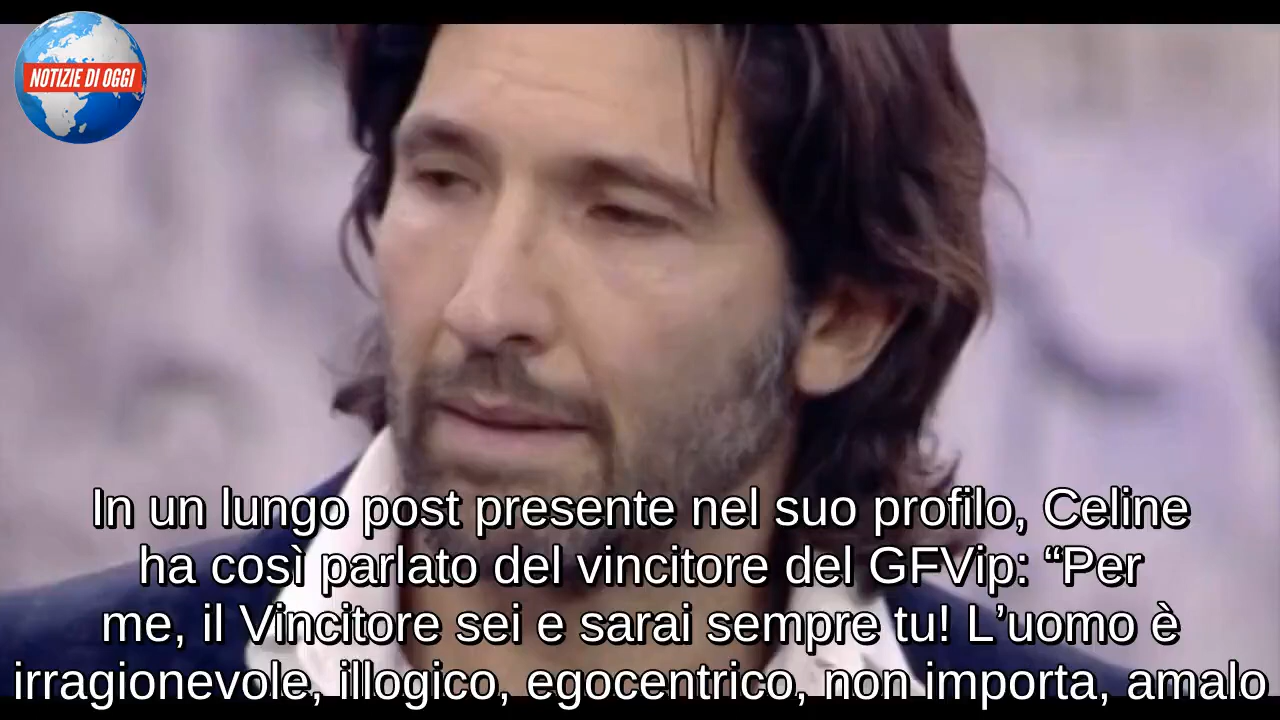 NOTIZIE DI OGGI
In un lungo post presente nel suo profilo, Celine
ha così parlato del vincitore del GFVip: “Per
me, il Vincitore sei e sarai sempre tu! L’uomo è
irragionevole, illogico, egocentrico, non importa, amalo